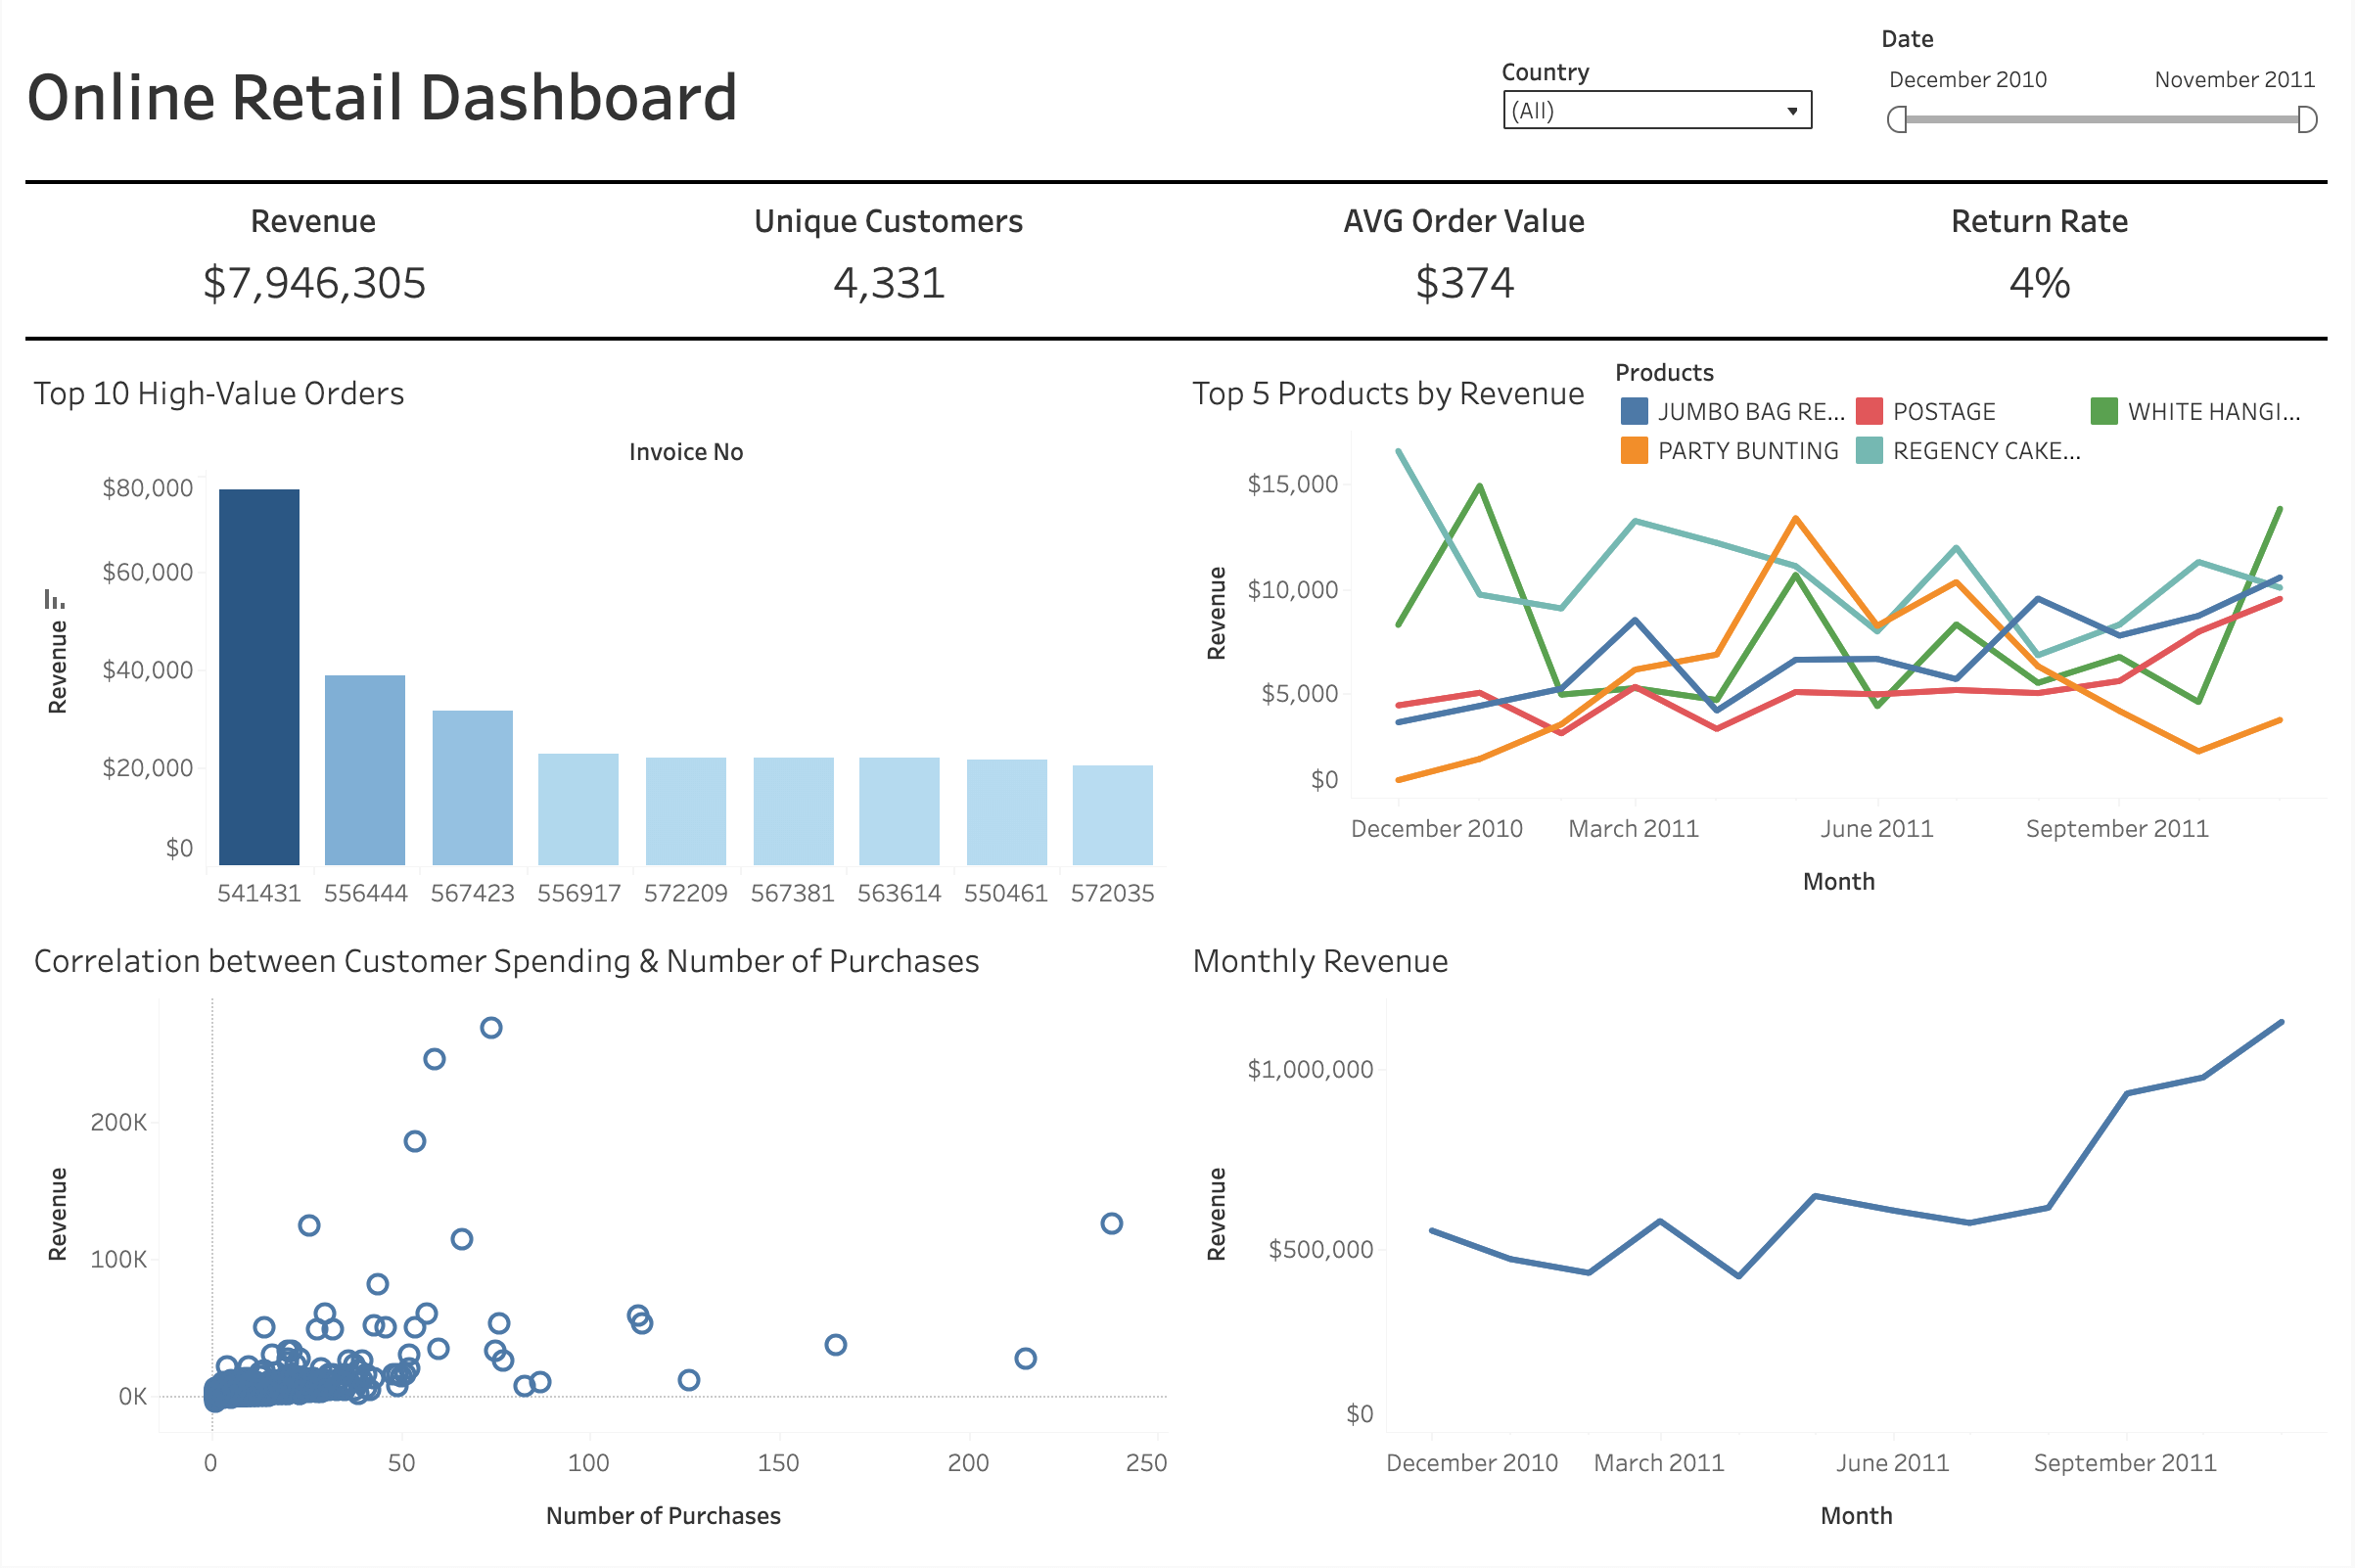 Online Retail Dashboard
Country
(All)
Date
December 2010 November 2011
Revenue
$7,946,305
Unique Customers
4,331
AVG Order Value
$374
Return Rate
4%
Top 10 High-Value Orders
Invoice No
Revenue
$80,000
$60,000
$40,000
$20,000
$0
541431 556444 567423 556917 572209 567381 563614 550461 572035
Top 5 Products by Revenue
Products
JUMBO BAG RE... POSTAGE WHITE HANGI...
PARTY BUNTING REGENCY CAKE...
Revenue
$15,000
$10,000
$5,000
$0
December 2010 March 2011 June 2011 September 2011
Month
Correlation between Customer Spending & Number of Purchases
Revenue
200K
100K
0K
0 50 100 150 200 250
Number of Purchases
Monthly Revenue
Revenue
$1,000,000
$500,000
$0
December 2010 March 2011 June 2011 September 2011
Month